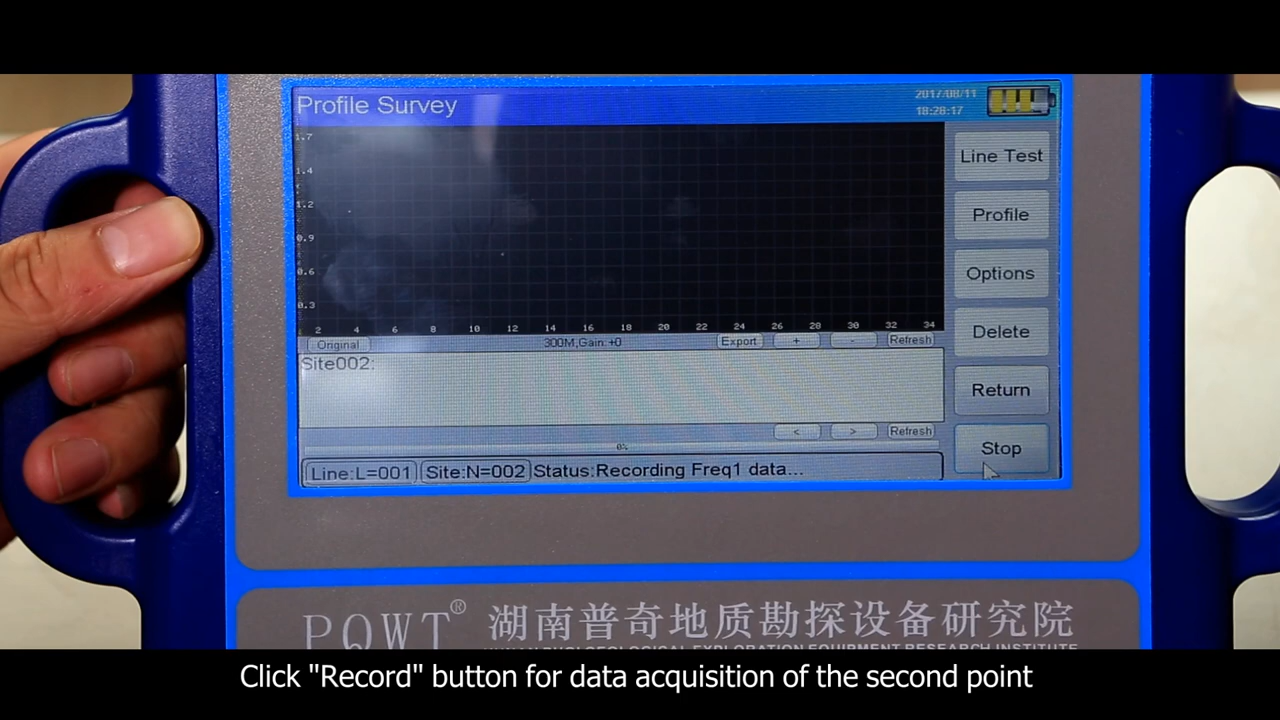 Profile Survey
2017/08/11
18:28:17
Line Test
Profile
Options
Delete
Return
Stop
1.7
1.4
1.2
0.9
0.6
0.3
2 4 6 8 10 12 14 16 18 20 22 24 26 28 30 32 34
Original 300M,Gain:+0 Export + - Refresh
Site002:
< > Refresh
0%
Line:L=001 Site:N=002 Status:Recording Freq1 data...
PQWT® 湖南普奇地质勘探设备研究院
EXPLORATION EQUIPMENT RESEARCH INSTITUTE
Click "Record" button for data acquisition of the second point